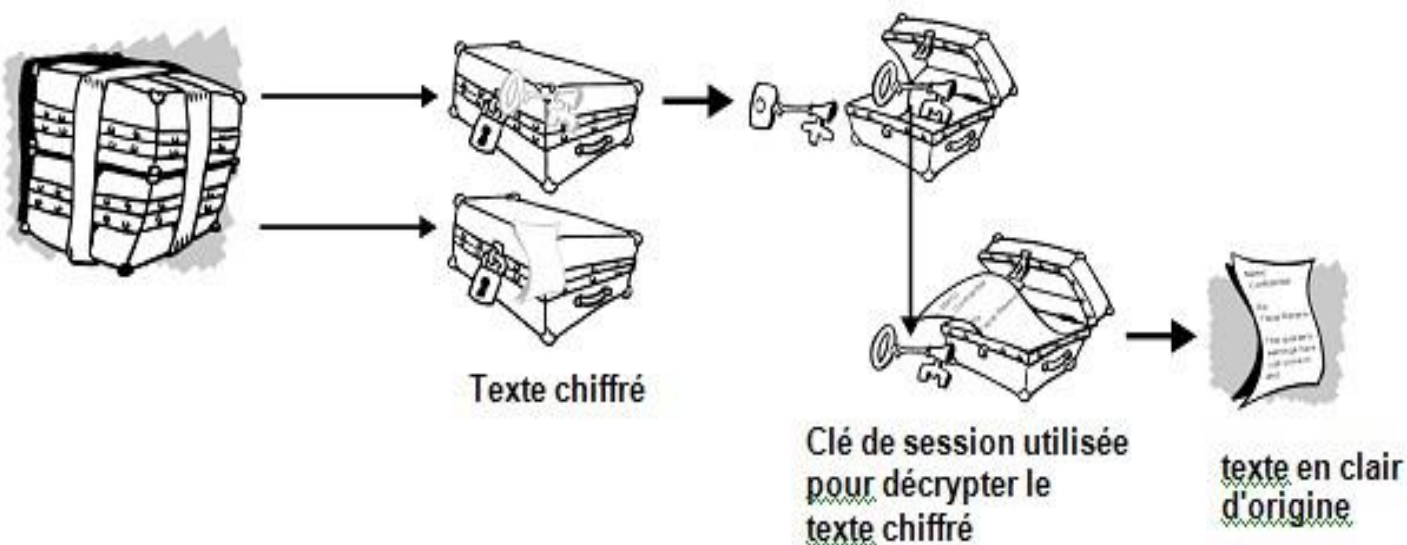 Texte chiffré
Clé de session utilisée
pour décrypter le
texte chiffré
texte en clair
d'origine